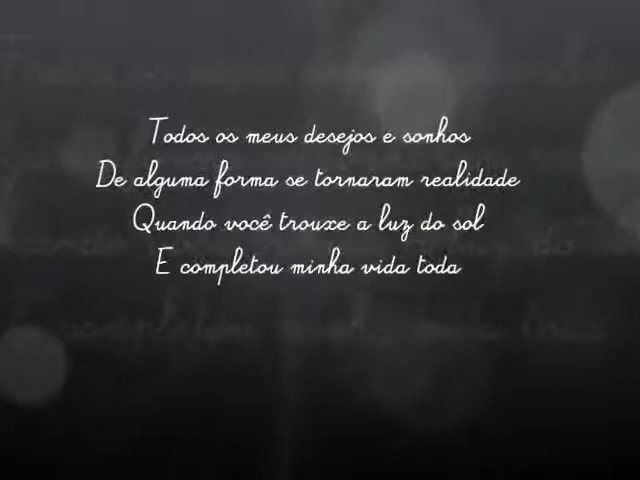 Todos os meus desejos e sonhos
De alguma forma se tornaram realidade
Quando você trouxe a luz do sol
E completou minha vida toda